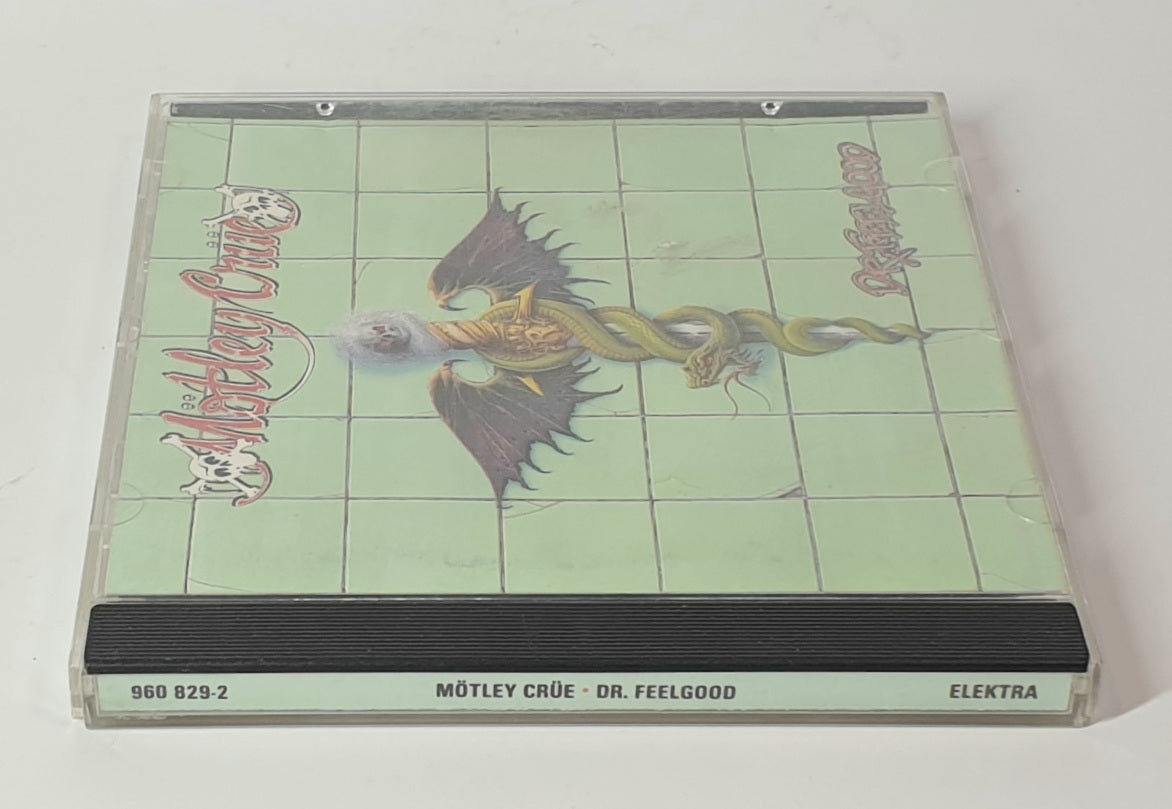 Mötley Crüe
DR. FEELGOOD
960 829-2 MÖTLEY CRÜE • DR. FEELGOOD ELEKTRA